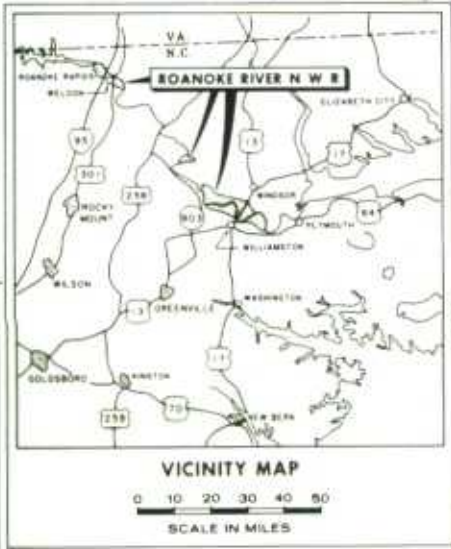 VA.
N.C.
ROANOKE RAPIDS
WELDON
ROANOKE RIVER N W R
ELIZABETH CITY
95
301
258
13
17
ROCKY
MOUNT
903
WINDSOR
PLYMOUTH
64
WILLIAMSTON
WILSON
13
GREENVILLE
WASHINGTON
17
GOLDSBORO
KINSTON
258
70
NEW BERN
VICINITY MAP
0 10 20 30 40 50
SCALE IN MILES